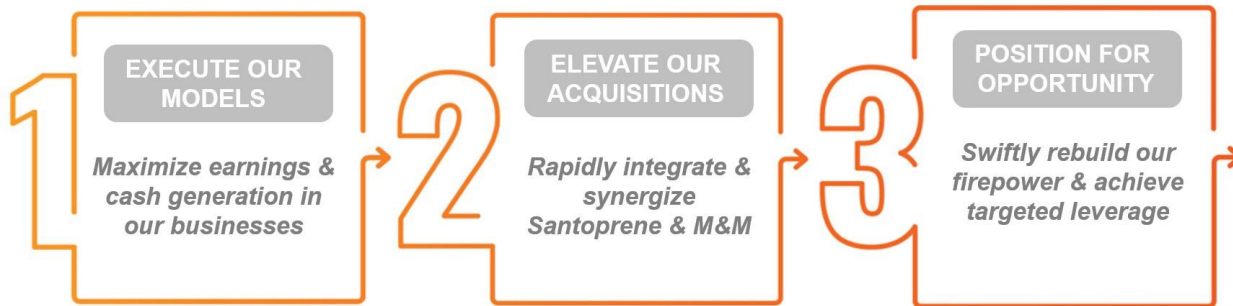 1
EXECUTE OUR
MODELS
Maximize earnings &
cash generation in
our businesses
2
ELEVATE OUR
ACQUISITIONS
Rapidly integrate &
synergize
Santoprene & M&M
3
POSITION FOR
OPPORTUNITY
Swiftly rebuild our
firepower & achieve
targeted leverage